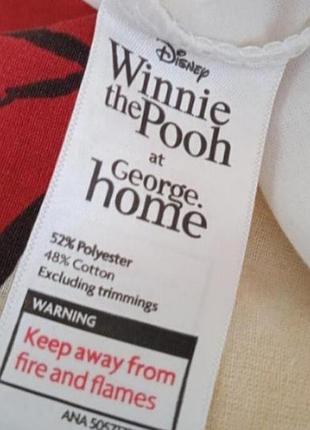 Disney
Winnie
the Pooh
at
George.
home
52% Polyester
48% Cotton
Excluding trimmings
WARNING
Keep away from
fire and flames
ANA